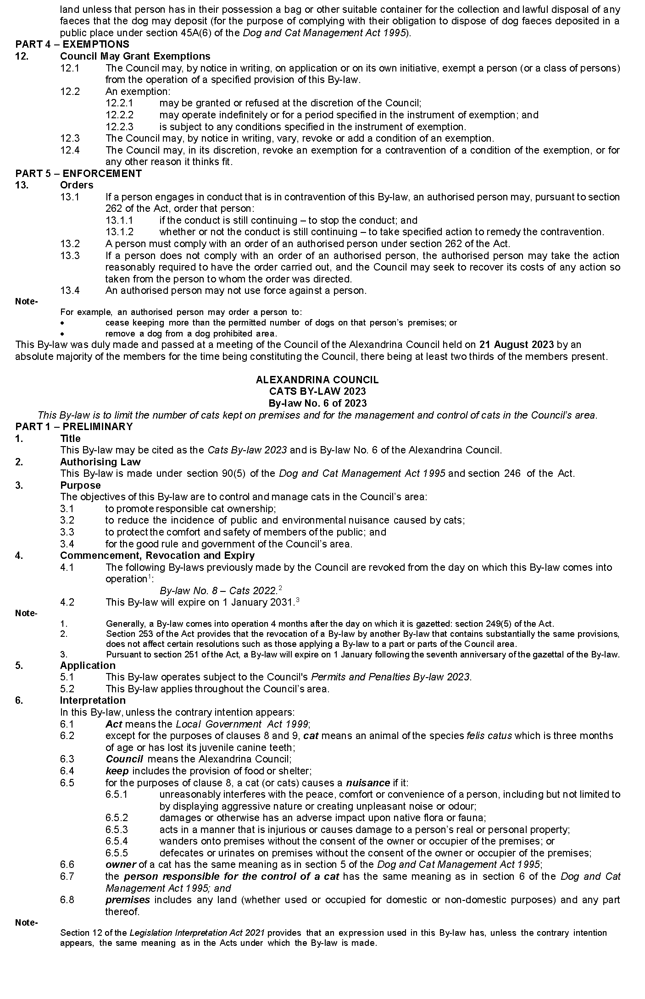 land unless that person has in their possession a bag or other suitable container for the collection and lawful disposal of any
faeces that the dog may deposit (for the purpose of complying with their obligation to dispose of dog faeces deposited in a
public place under section 45A(6) of the Dog and Cat Management Act 1995).
PART 4 – EXEMPTIONS
12. Council May Grant Exemptions
12.1 The Council may, by notice in writing, on application or on its own initiative, exempt a person (or a class of persons)
from the operation of a specified provision of this By-law.
12.2 An exemption:
12.2.1 may be granted or refused at the discretion of the Council;
12.2.2 may operate indefinitely or for a period specified in the instrument of exemption; and
12.2.3 is subject to any conditions specified in the instrument of exemption.
12.3 The Council may, by notice in writing, vary, revoke or add a condition of an exemption.
12.4 The Council may, in its discretion, revoke an exemption for a contravention of a condition of the exemption, or for
any other reason it thinks fit.
PART 5 – ENFORCEMENT
13. Orders
13.1 If a person engages in conduct that is in contravention of this By-law, an authorised person may, pursuant to section
262 of the Act, order that person:
13.1.1 if the conduct is still continuing – to stop the conduct; and
13.1.2 whether or not the conduct is still continuing – to take specified action to remedy the contravention.
13.2 A person must comply with an order of an authorised person under section 262 of the Act.
13.3 If a person does not comply with an order of an authorised person, the authorised person may take the action
reasonably required to have the order carried out, and the Council may seek to recover its costs of any action so
taken from the person to whom the order was directed.
13.4 An authorised person may not use force against a person.
Note-
For example, an authorised person may order a person to:
• cease keeping more than the permitted number of dogs on that person's premises; or
• remove a dog from a dog prohibited area.
This By-law was duly made and passed at a meeting of the Council of the Alexandrina Council held on 21 August 2023 by an
absolute majority of the members for the time being constituting the Council, there being at least two thirds of the members present.
ALEXANDRINA COUNCIL
CATS BY-LAW 2023
By-law No. 6 of 2023
This By-law is to limit the number of cats kept on premises and for the management and control of cats in the Council's area.
PART 1 – PRELIMINARY
1. Title
This By-law may be cited as the Cats By-law 2023 and is By-law No. 6 of the Alexandrina Council.
2. Authorising Law
This By-law is made under section 90(5) of the Dog and Cat Management Act 1995 and section 246 of the Act.
3. Purpose
The objectives of this By-law are to control and manage cats in the Council's area:
3.1 to promote responsible cat ownership;
3.2 to reduce the incidence of public and environmental nuisance caused by cats;
3.3 to protect the comfort and safety of members of the public; and
3.4 for the good rule and government of the Council's area.
4. Commencement, Revocation and Expiry
4.1 The following By-laws previously made by the Council are revoked from the day on which this By-law comes into
operation¹:
By-law No. 8 – Cats 2022.²
4.2 This By-law will expire on 1 January 2031.³
Note-
1. Generally, a By-law comes into operation 4 months after the day on which it is gazetted: section 249(5) of the Act.
2. Section 253 of the Act provides that the revocation of a By-law by another By-law that contains substantially the same provisions,
does not affect certain resolutions such as those applying a By-law to a part or parts of the Council area.
3. Pursuant to section 251 of the Act, a By-law will expire on 1 January following the seventh anniversary of the gazettal of the By-law.
5. Application
5.1 This By-law operates subject to the Council's Permits and Penalties By-law 2023.
5.2 This By-law applies throughout the Council's area.
6. Interpretation
In this By-law, unless the contrary intention appears:
6.1 Act means the Local Government Act 1999;
6.2 except for the purposes of clauses 8 and 9, cat means an animal of the species felis catus which is three months
of age or has lost its juvenile canine teeth;
6.3 Council means the Alexandrina Council;
6.4 keep includes the provision of food or shelter;
6.5 for the purposes of clause 8, a cat (or cats) causes a nuisance if it:
6.5.1 unreasonably interferes with the peace, comfort or convenience of a person, including but not limited to
by displaying aggressive nature or creating unpleasant noise or odour;
6.5.2 damages or otherwise has an adverse impact upon native flora or fauna;
6.5.3 acts in a manner that is injurious or causes damage to a person's real or personal property;
6.5.4 wanders onto premises without the consent of the owner or occupier of the premises; or
6.5.5 defecates or urinates on premises without the consent of the owner or occupier of the premises;
6.6 owner of a cat has the same meaning as in section 5 of the Dog and Cat Management Act 1995;
6.7 the person responsible for the control of a cat has the same meaning as in section 6 of the Dog and Cat
Management Act 1995; and
6.8 premises includes any land (whether used or occupied for domestic or non-domestic purposes) and any part
thereof.
Note-
Section 12 of the Legislation Interpretation Act 2021 provides that an expression used in this By-law has, unless the contrary intention
appears, the same meaning as in the Acts under which the By-law is made.